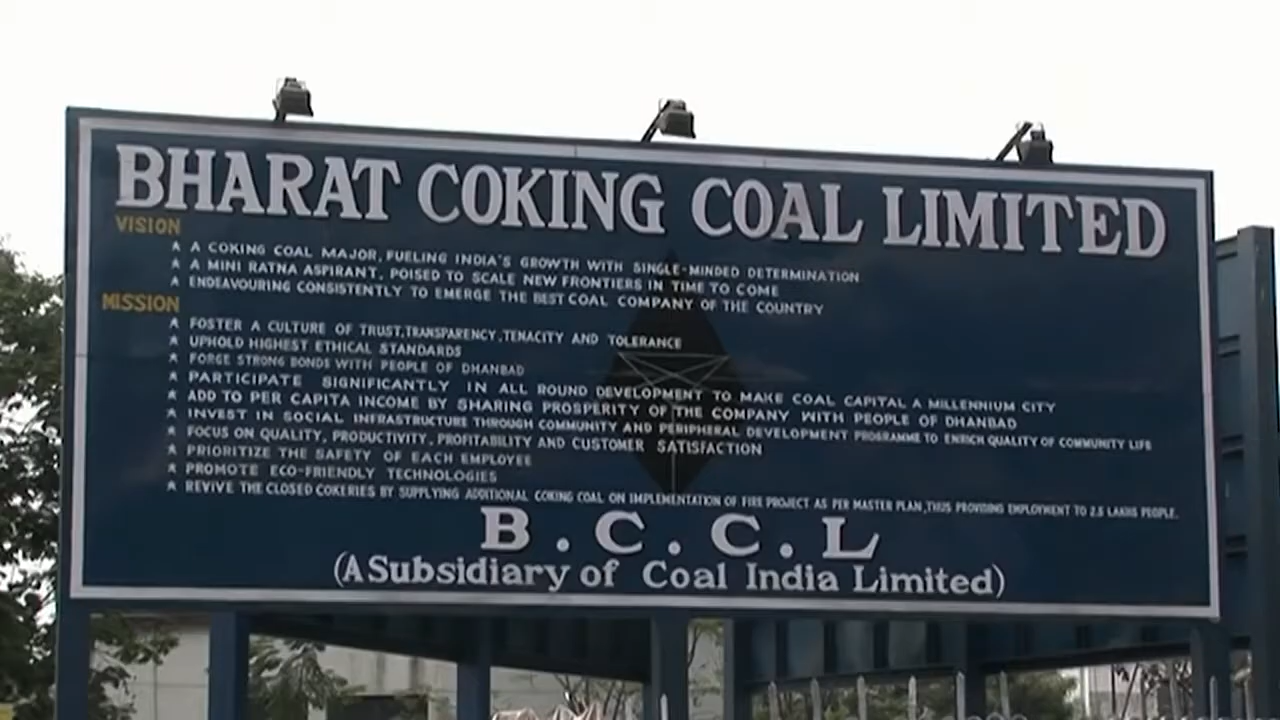 BHARAT COKING COAL LIMITED
VISION
★ A COKING COAL MAJOR, FUELING INDIA'S GROWTH WITH SINGLE-MINDED DETERMINATION
★ A MINI RATNA ASPIRANT, POISED TO SCALE NEW FRONTIERS IN TIME TO COME
★ ENDEAVOURING CONSISTENTLY TO EMERGE THE BEST COAL COMPANY OF THE COUNTRY
MISSION
★ FOSTER A CULTURE OF TRUST, TRANSPARENCY, TENACITY AND TOLERANCE
★ UPHOLD HIGHEST ETHICAL STANDARDS
★ FORGE STRONG BONDS WITH PEOPLE OF DHANBAD
★ PARTICIPATE SIGNIFICANTLY IN ALL ROUND DEVELOPMENT TO MAKE COAL CAPITAL A MILLENNIUM CITY
★ ADD TO PER CAPITA INCOME BY SHARING PROSPERITY OF THE COMPANY WITH PEOPLE OF DHANBAD
★ INVEST IN SOCIAL INFRASTRUCTURE THROUGH COMMUNITY AND PERIPHERAL DEVELOPMENT PROGRAMME TO ENRICH QUALITY OF COMMUNITY LIFE
★ FOCUS ON QUALITY, PRODUCTIVITY, PROFITABILITY AND CUSTOMER SATISFACTION
★ PRIORITIZE THE SAFETY OF EACH EMPLOYEE
★ PROMOTE ECO-FRIENDLY TECHNOLOGIES
★ REVIVE THE CLOSED COKERIES BY SUPPLYING ADDITIONAL COKING COAL ON IMPLEMENTATION OF FIRE PROJECT AS PER MASTER PLAN, THUS PROVIDING EMPLOYMENT TO 2.5 LAKHS PEOPLE.
B.C.C.L
(A Subsidiary of Coal India Limited)